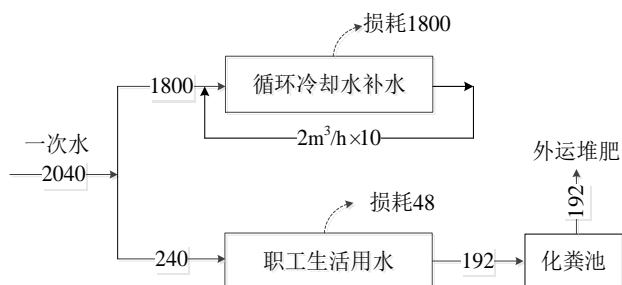 损耗1800
1800
循环冷却水补水
2m³/h×10
一次水
2040
外运堆肥
192
损耗48
240
职工生活用水
192
化粪池